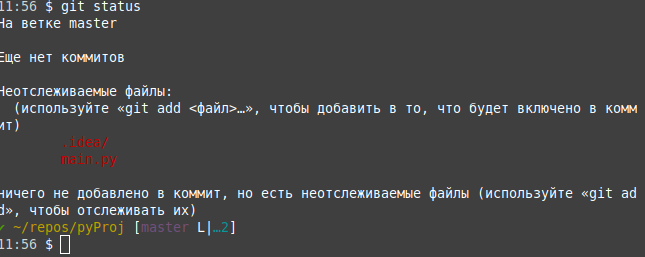 11:56 $ git status
На ветке master
Еще нет коммитов
Неотслеживаемые файлы:
(используйте «git add <файл>…», чтобы добавить в то, что будет включено в комм
ит)
.idea/
main.py
ничего не добавлено в коммит, но есть неотслеживаемые файлы (используйте «git ad
d», чтобы отслеживать их)
✓ ~/repos/pyProj [master L|…2]
11:56 $